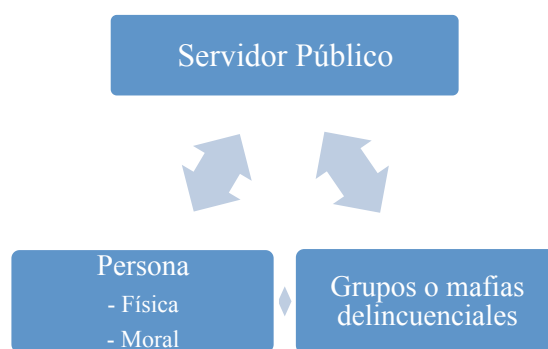 Servidor Público
Persona
- Física
- Moral
Grupos o mafias
delincuenciales